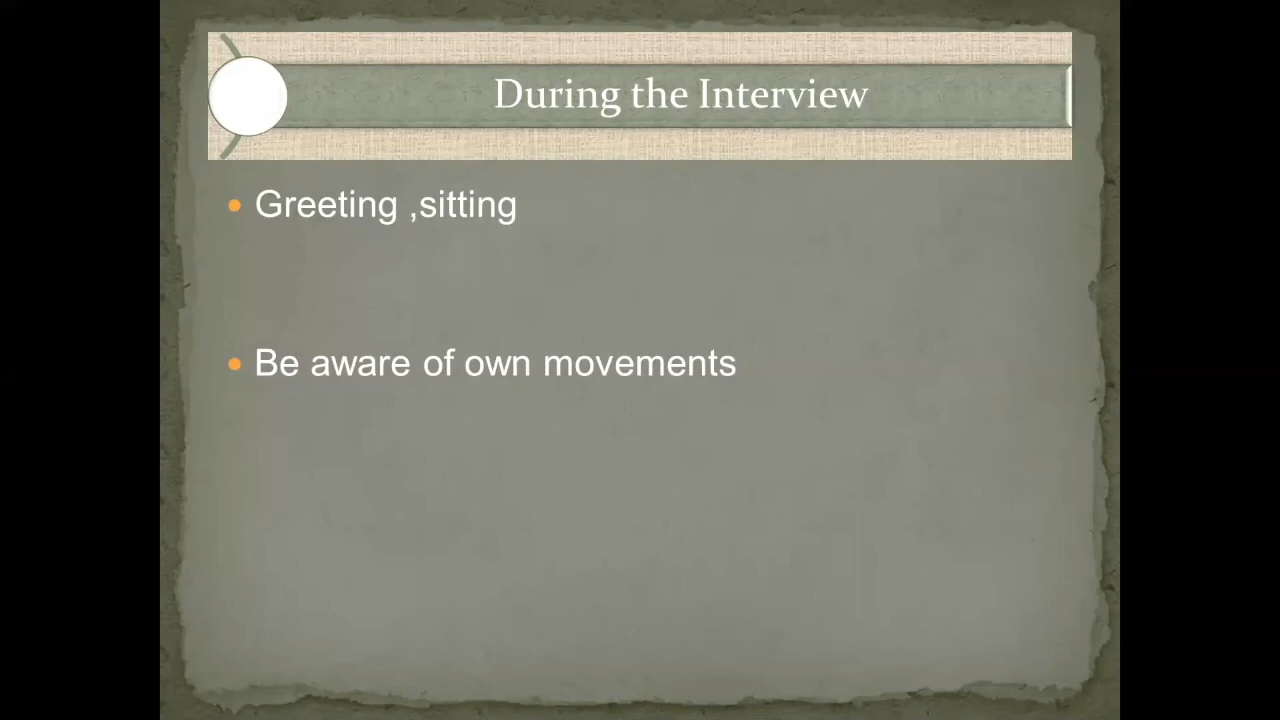 During the Interview
Greeting ,sitting
Be aware of own movements